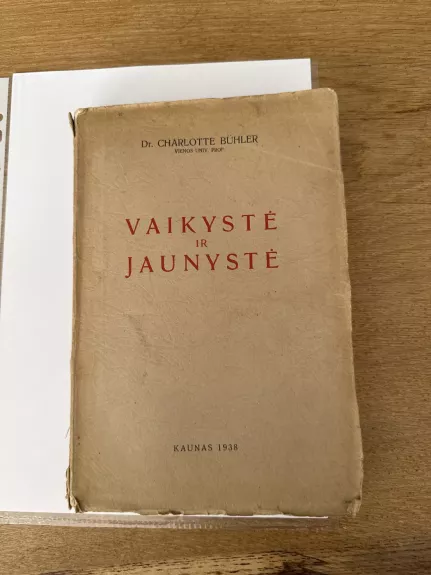 Dr. CHARLOTTE BÜHLER
VIENOS UNIV. PROF.
VAIKYSTĖ
IR
JAUNYSTĖ
KAUNAS 1938